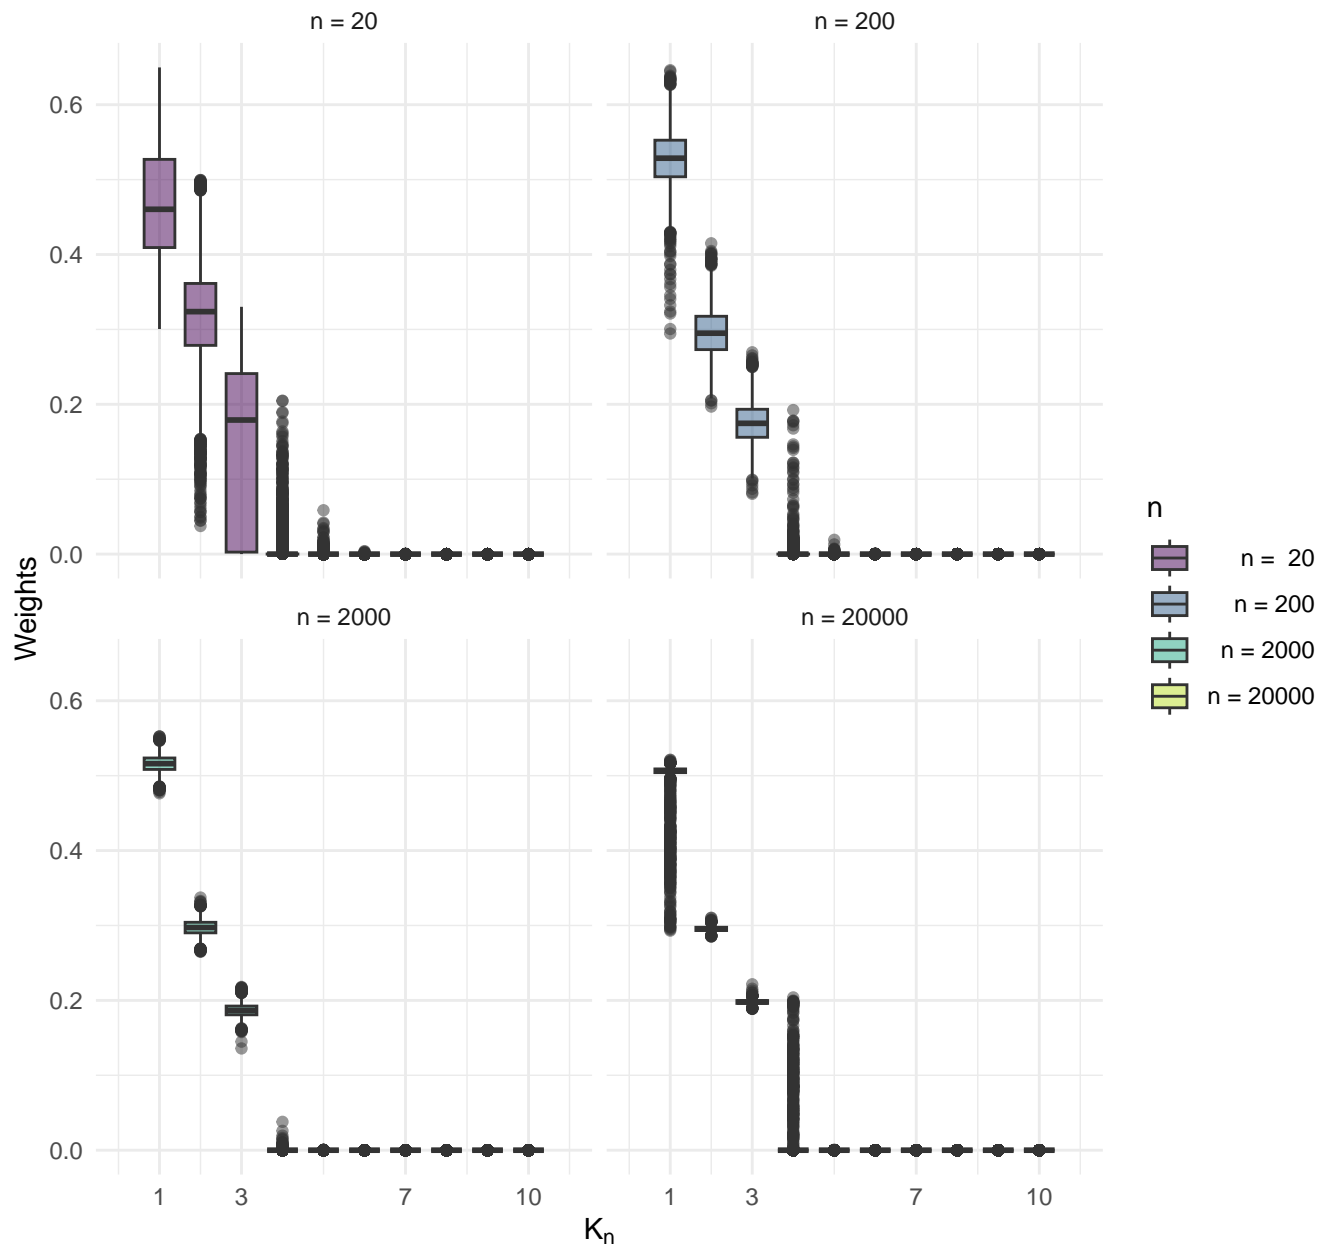 n = 20
n = 200
0.6
0.4
0.2
0.0
Weights
n = 2000
n = 20000
0.6
0.4
0.2
0.0
1 3 7 10
1 3 7 10
Kₙ
n
n = 20
n = 200
n = 2000
n = 20000